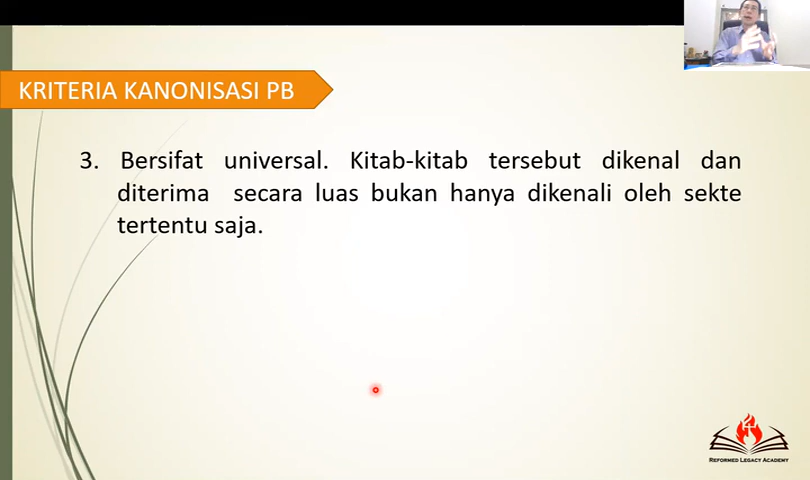 KRITERIA KANONISASI PB
3. Bersifat universal. Kitab-kitab tersebut dikenal dan
diterima secara luas bukan hanya dikenali oleh sekte
tertentu saja.
REFORMED LEGACY ACADEMY